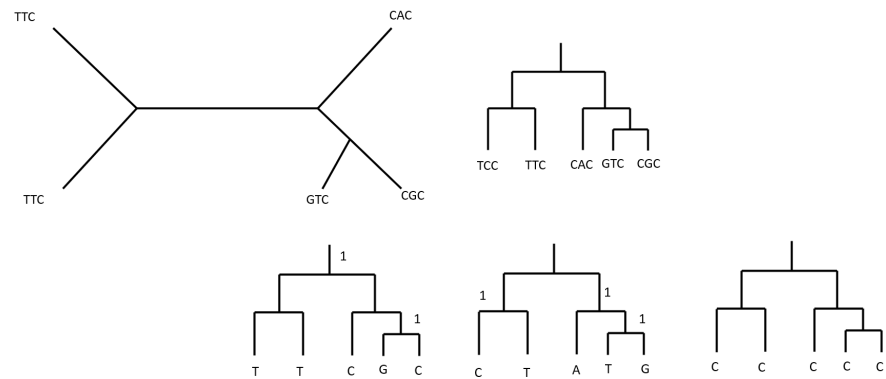 TTC CAC
TTC GTC CGC
TCC TTC CAC GTC CGC
1
1
T T C G C
1 1
1
C T A T G
C C C C C